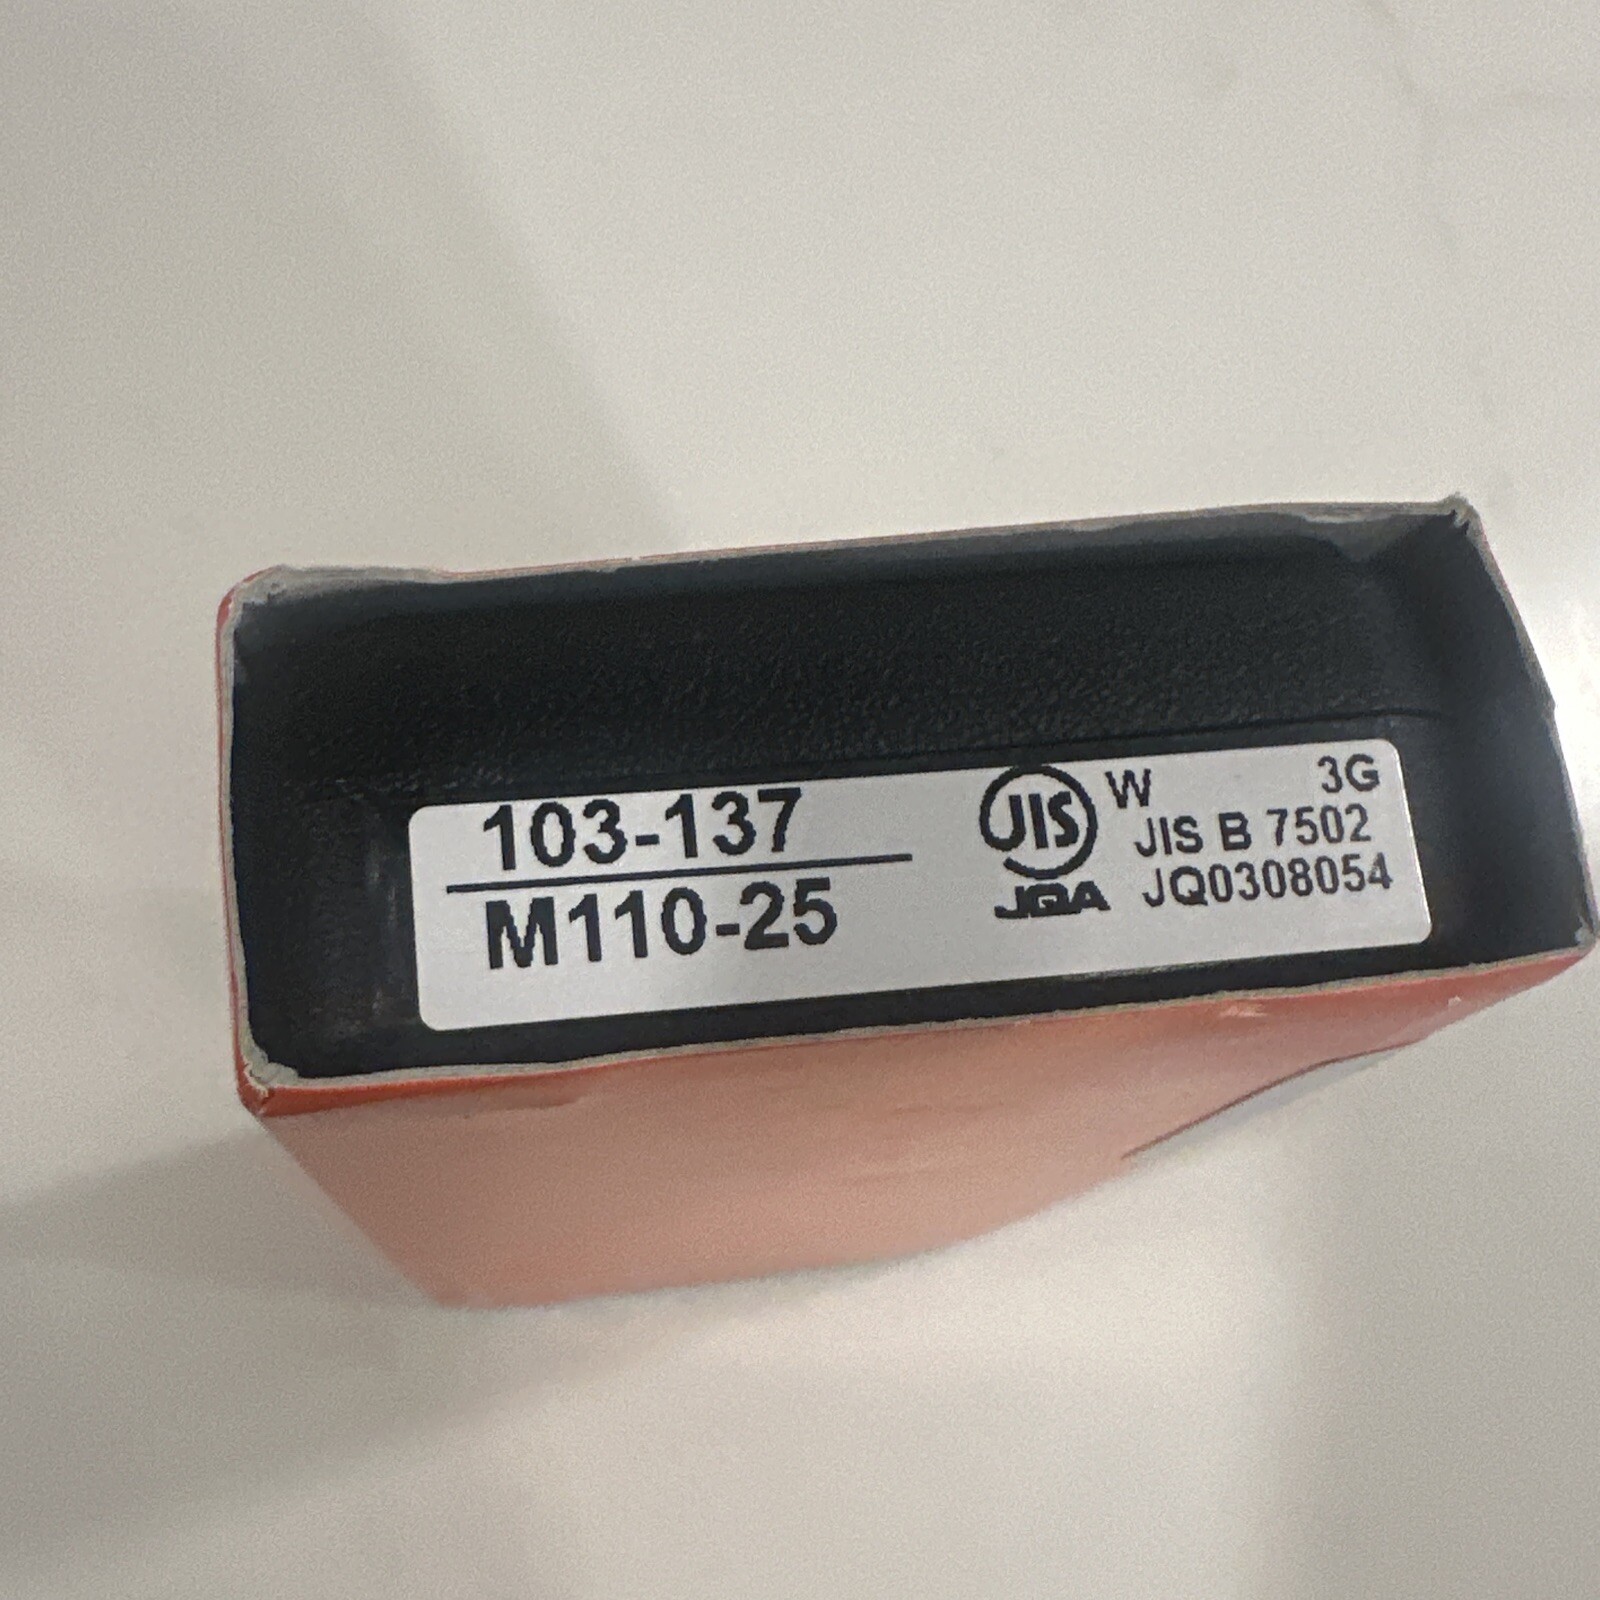 103-137
M110-25
JIS
JQA
W 3G
JIS B 7502
JQ0308054